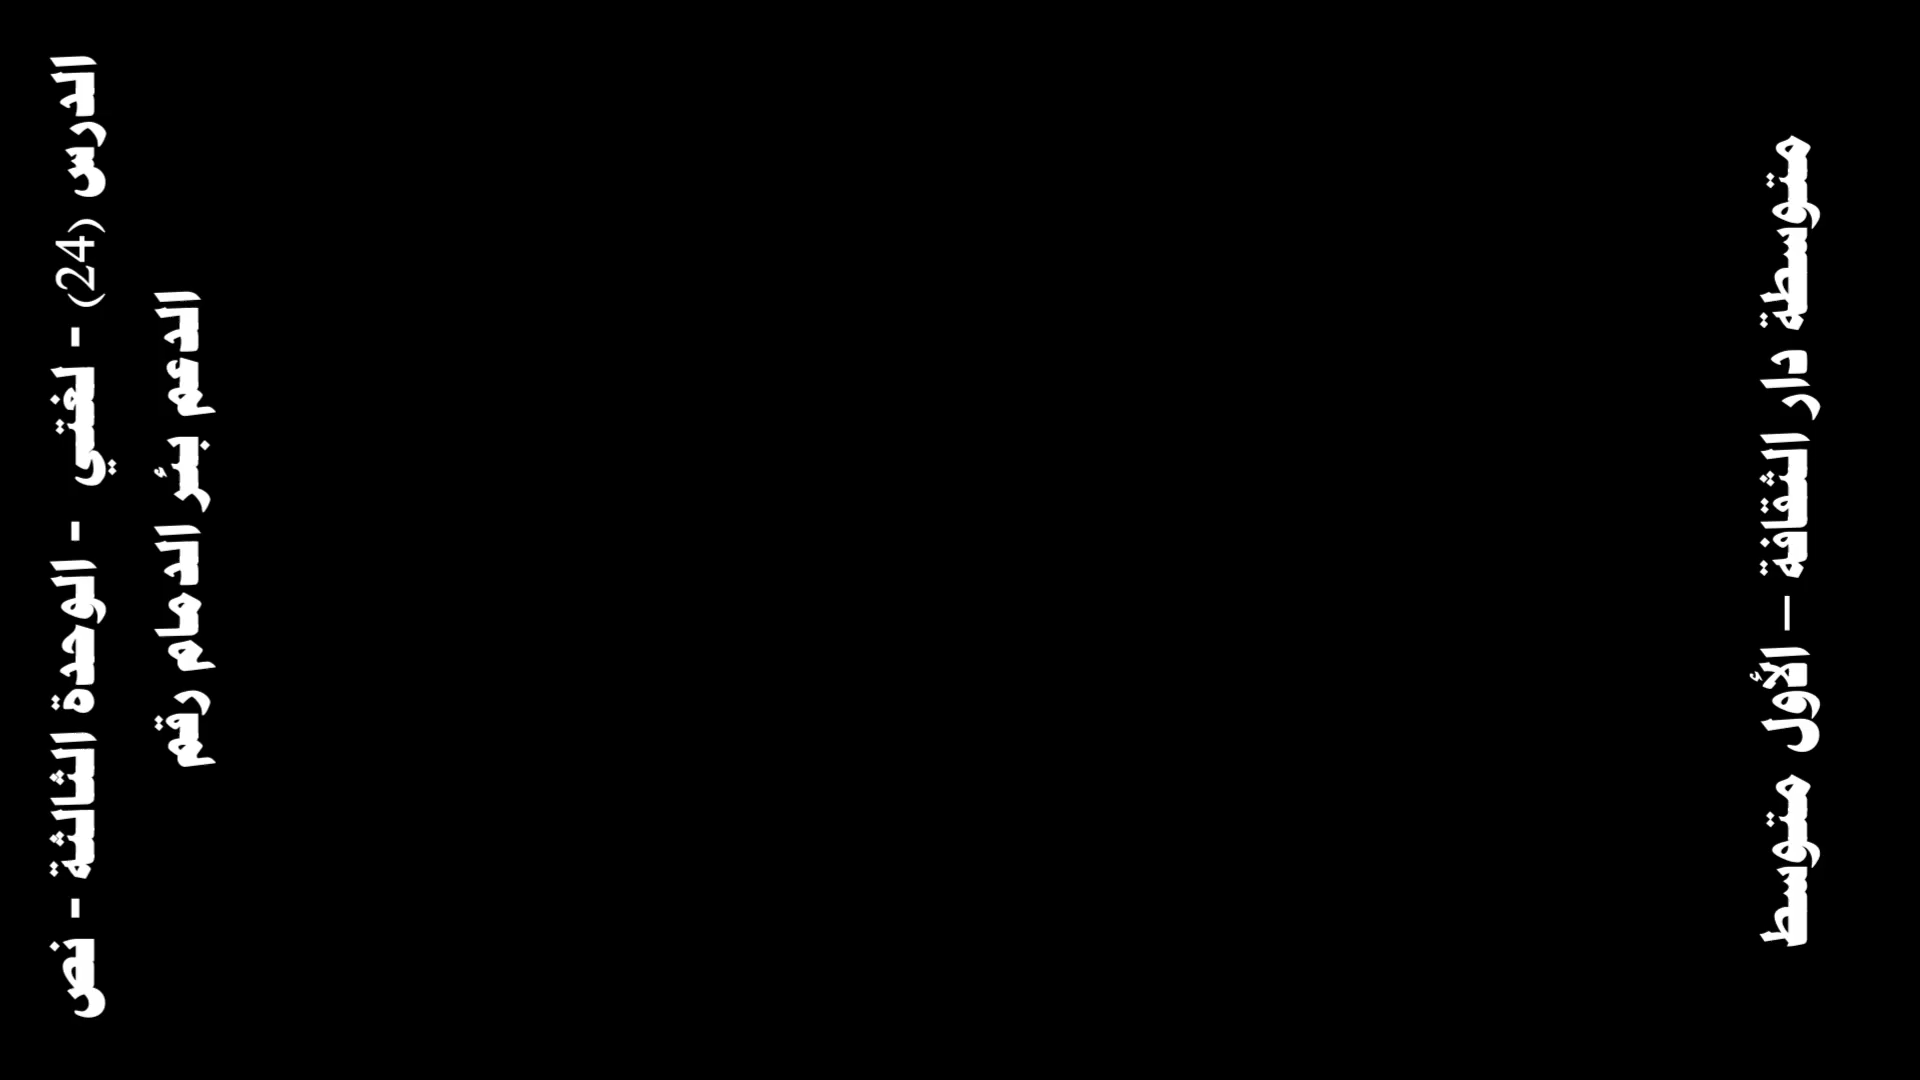 الدرس (24) - لغتي - الوحدة الثالثة - نص
الدعم بئر الدمام رقم
متوسطة دار الثقافة – الأول متوسط